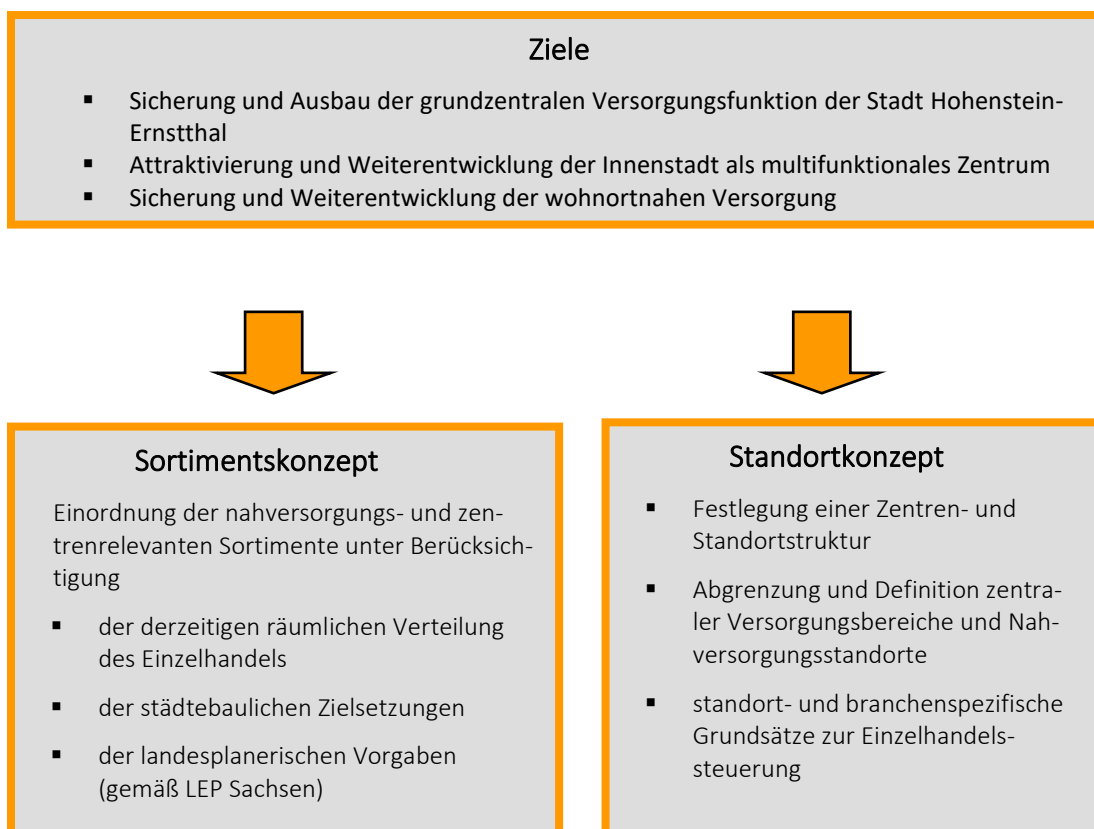 Ziele
▪ Sicherung und Ausbau der grundzentralen Versorgungsfunktion der Stadt Hohenstein-
Ernstthal
▪ Attraktivierung und Weiterentwicklung der Innenstadt als multifunktionales Zentrum
▪ Sicherung und Weiterentwicklung der wohnortnahen Versorgung
Sortimentskonzept
Einordnung der nahversorgungs- und zen-
trenrelevanten Sortimente unter Berücksich-
tigung
▪ der derzeitigen räumlichen Verteilung
des Einzelhandels
▪ der städtebaulichen Zielsetzungen
▪ der landesplanerischen Vorgaben
(gemäß LEP Sachsen)
Standortkonzept
▪ Festlegung einer Zentren- und
Standortstruktur
▪ Abgrenzung und Definition zentra-
ler Versorgungsbereiche und Nah-
versorgungsstandorte
▪ standort- und branchenspezifische
Grundsätze zur Einzelhandels-
steuerung